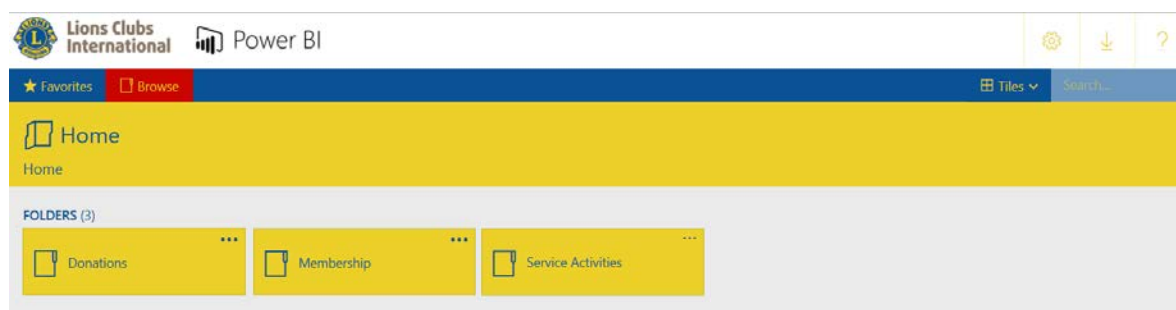 Lions Clubs
International
Power BI
?
Favorites
Browse
Tiles
Search...
Home
Home
FOLDERS (3)
...
...
...
Donations
Membership
Service Activities